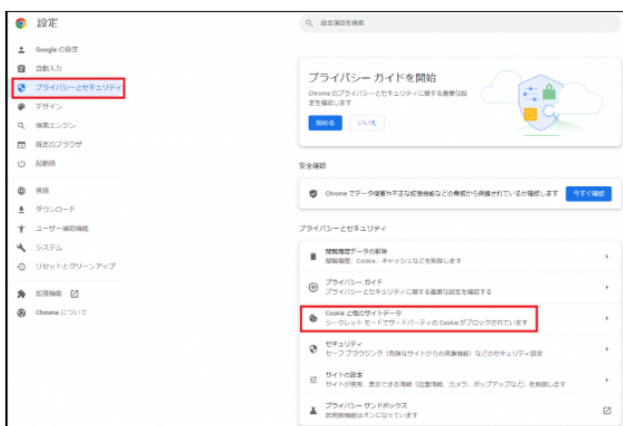 設定
設定項目を検索
Google の設定
自動入力
プライバシーとセキュリティ
デザイン
検索エンジン
既定のブラウザ
起動時
言語
ダウンロード
ユーザー補助機能
システム
リセットとクリーンアップ
拡張機能
Chrome について
プライバシー ガイドを開始
Chrome のプライバシーとセキュリティに関する重要な設
定を確認します
始める
いいえ
安全確認
Chrome でデータ侵害や不正な拡張機能などの脅威から保護されているか確認します
今すぐ確認
プライバシーとセキュリティ
閲覧履歴データの削除
閲覧履歴、Cookie、キャッシュなどを削除します
プライバシー ガイド
プライバシーとセキュリティに関する重要な設定を確認する
Cookie と他のサイトデータ
シークレット モードでサードパーティの Cookie がブロックされています
セキュリティ
セーフ ブラウジング（危険なサイトからの保護機能）などのセキュリティ設定
サイトの設定
サイトが使用、表示できる情報（位置情報、カメラ、ポップアップなど）を制御します
プライバシー サンドボックス
試用版機能はオンになっています